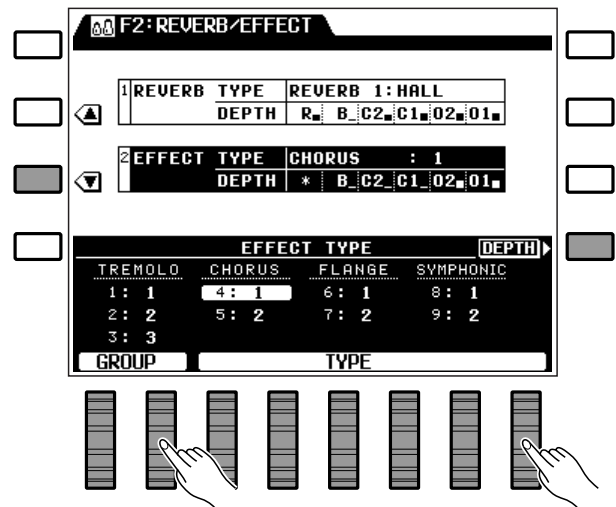 F2:REVERB/EFFECT
1 REVERB TYPE REVERB 1:HALL
DEPTH R B C2 C1 O2 O1
2 EFFECT TYPE CHORUS : 1
DEPTH * B C2 C1 O2 O1
EFFECT TYPE DEPTH
TREMOLO CHORUS FLANGE SYMPHONIC
1: 1 4: 1 6: 1 8: 1
2: 2 5: 2 7: 2 9: 2
3: 3
GROUP TYPE